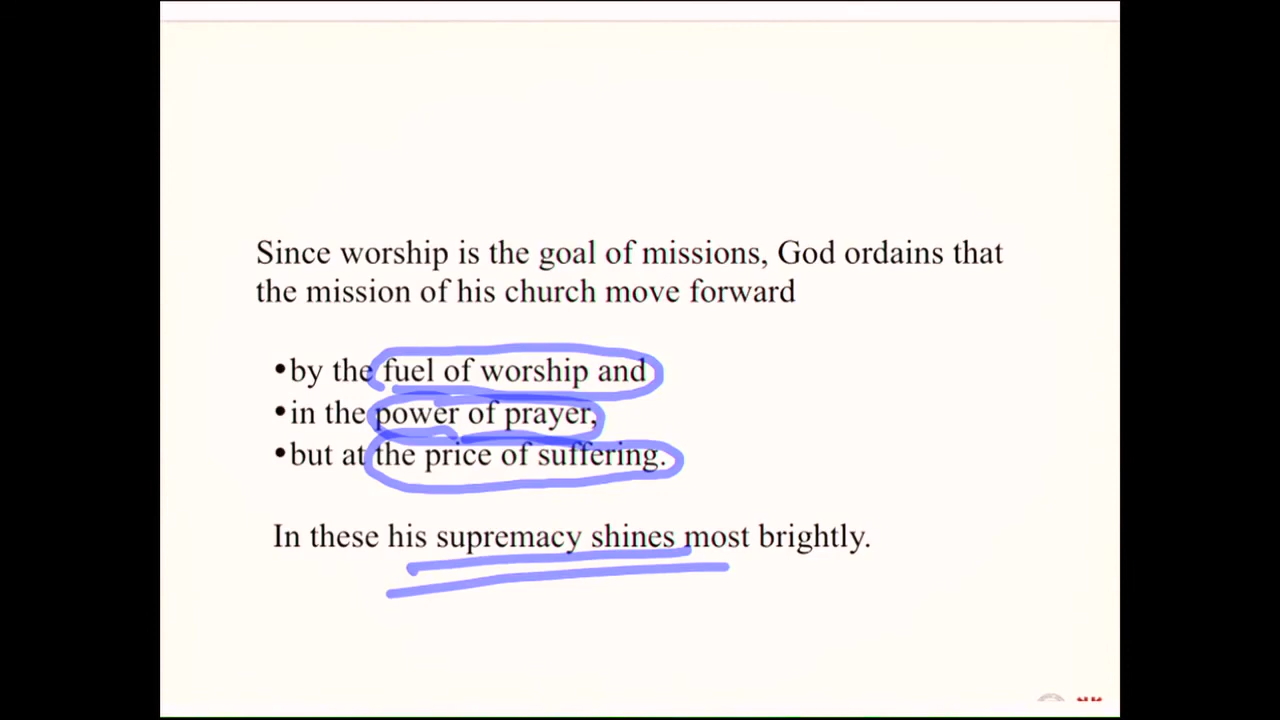 Since worship is the goal of missions, God ordains that
the mission of his church move forward
•by the fuel of worship and
•in the power of prayer,
•but at the price of suffering.
In these his supremacy shines most brightly.